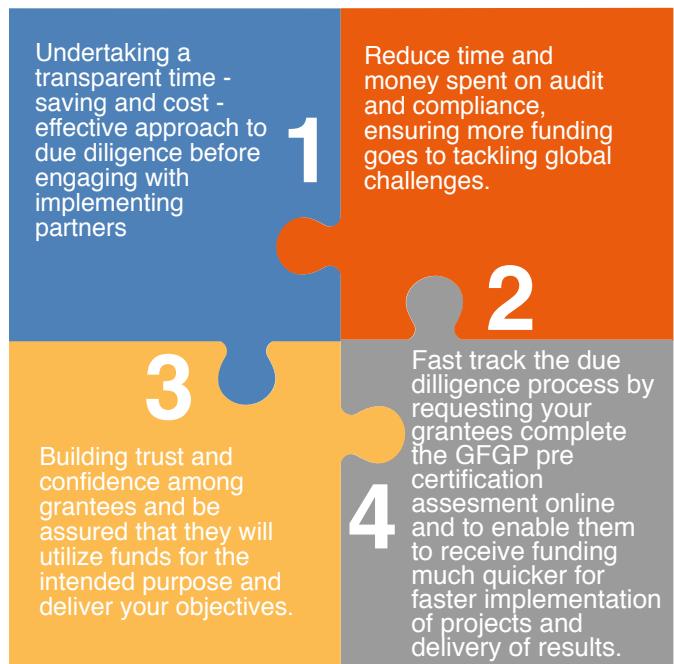 Undertaking a
transparent time -
saving and cost -
effective approach to
due diligence before
engaging with
implementing
partners
1
Reduce time and
money spent on audit
and compliance,
ensuring more funding
goes to tackling global
challenges.
2
3
Building trust and
confidence among
grantees and be
assured that they will
utilize funds for the
intended purpose and
deliver your objectives.
4
Fast track the due
dilligence process by
requesting your
grantees complete
the GFGP pre
certification
assesment online
and to enable them
to receive funding
much quicker for
faster implementation
of projects and
delivery of results.